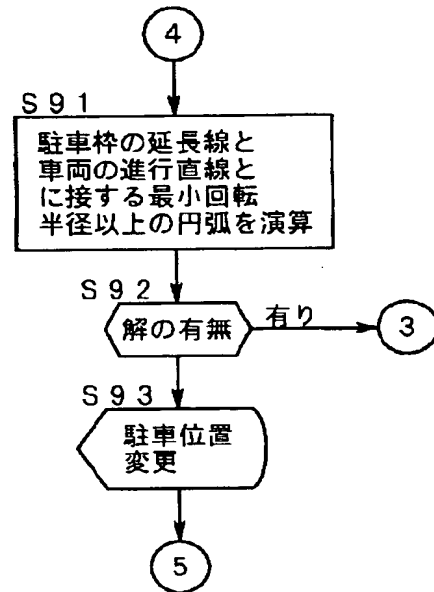 4
S91
駐車枠の延長線と
車両の進行直線と
に接する最小回転
半径以上の円弧を演算
S92
解の有無
有り
3
S93
駐車位置
変更
5